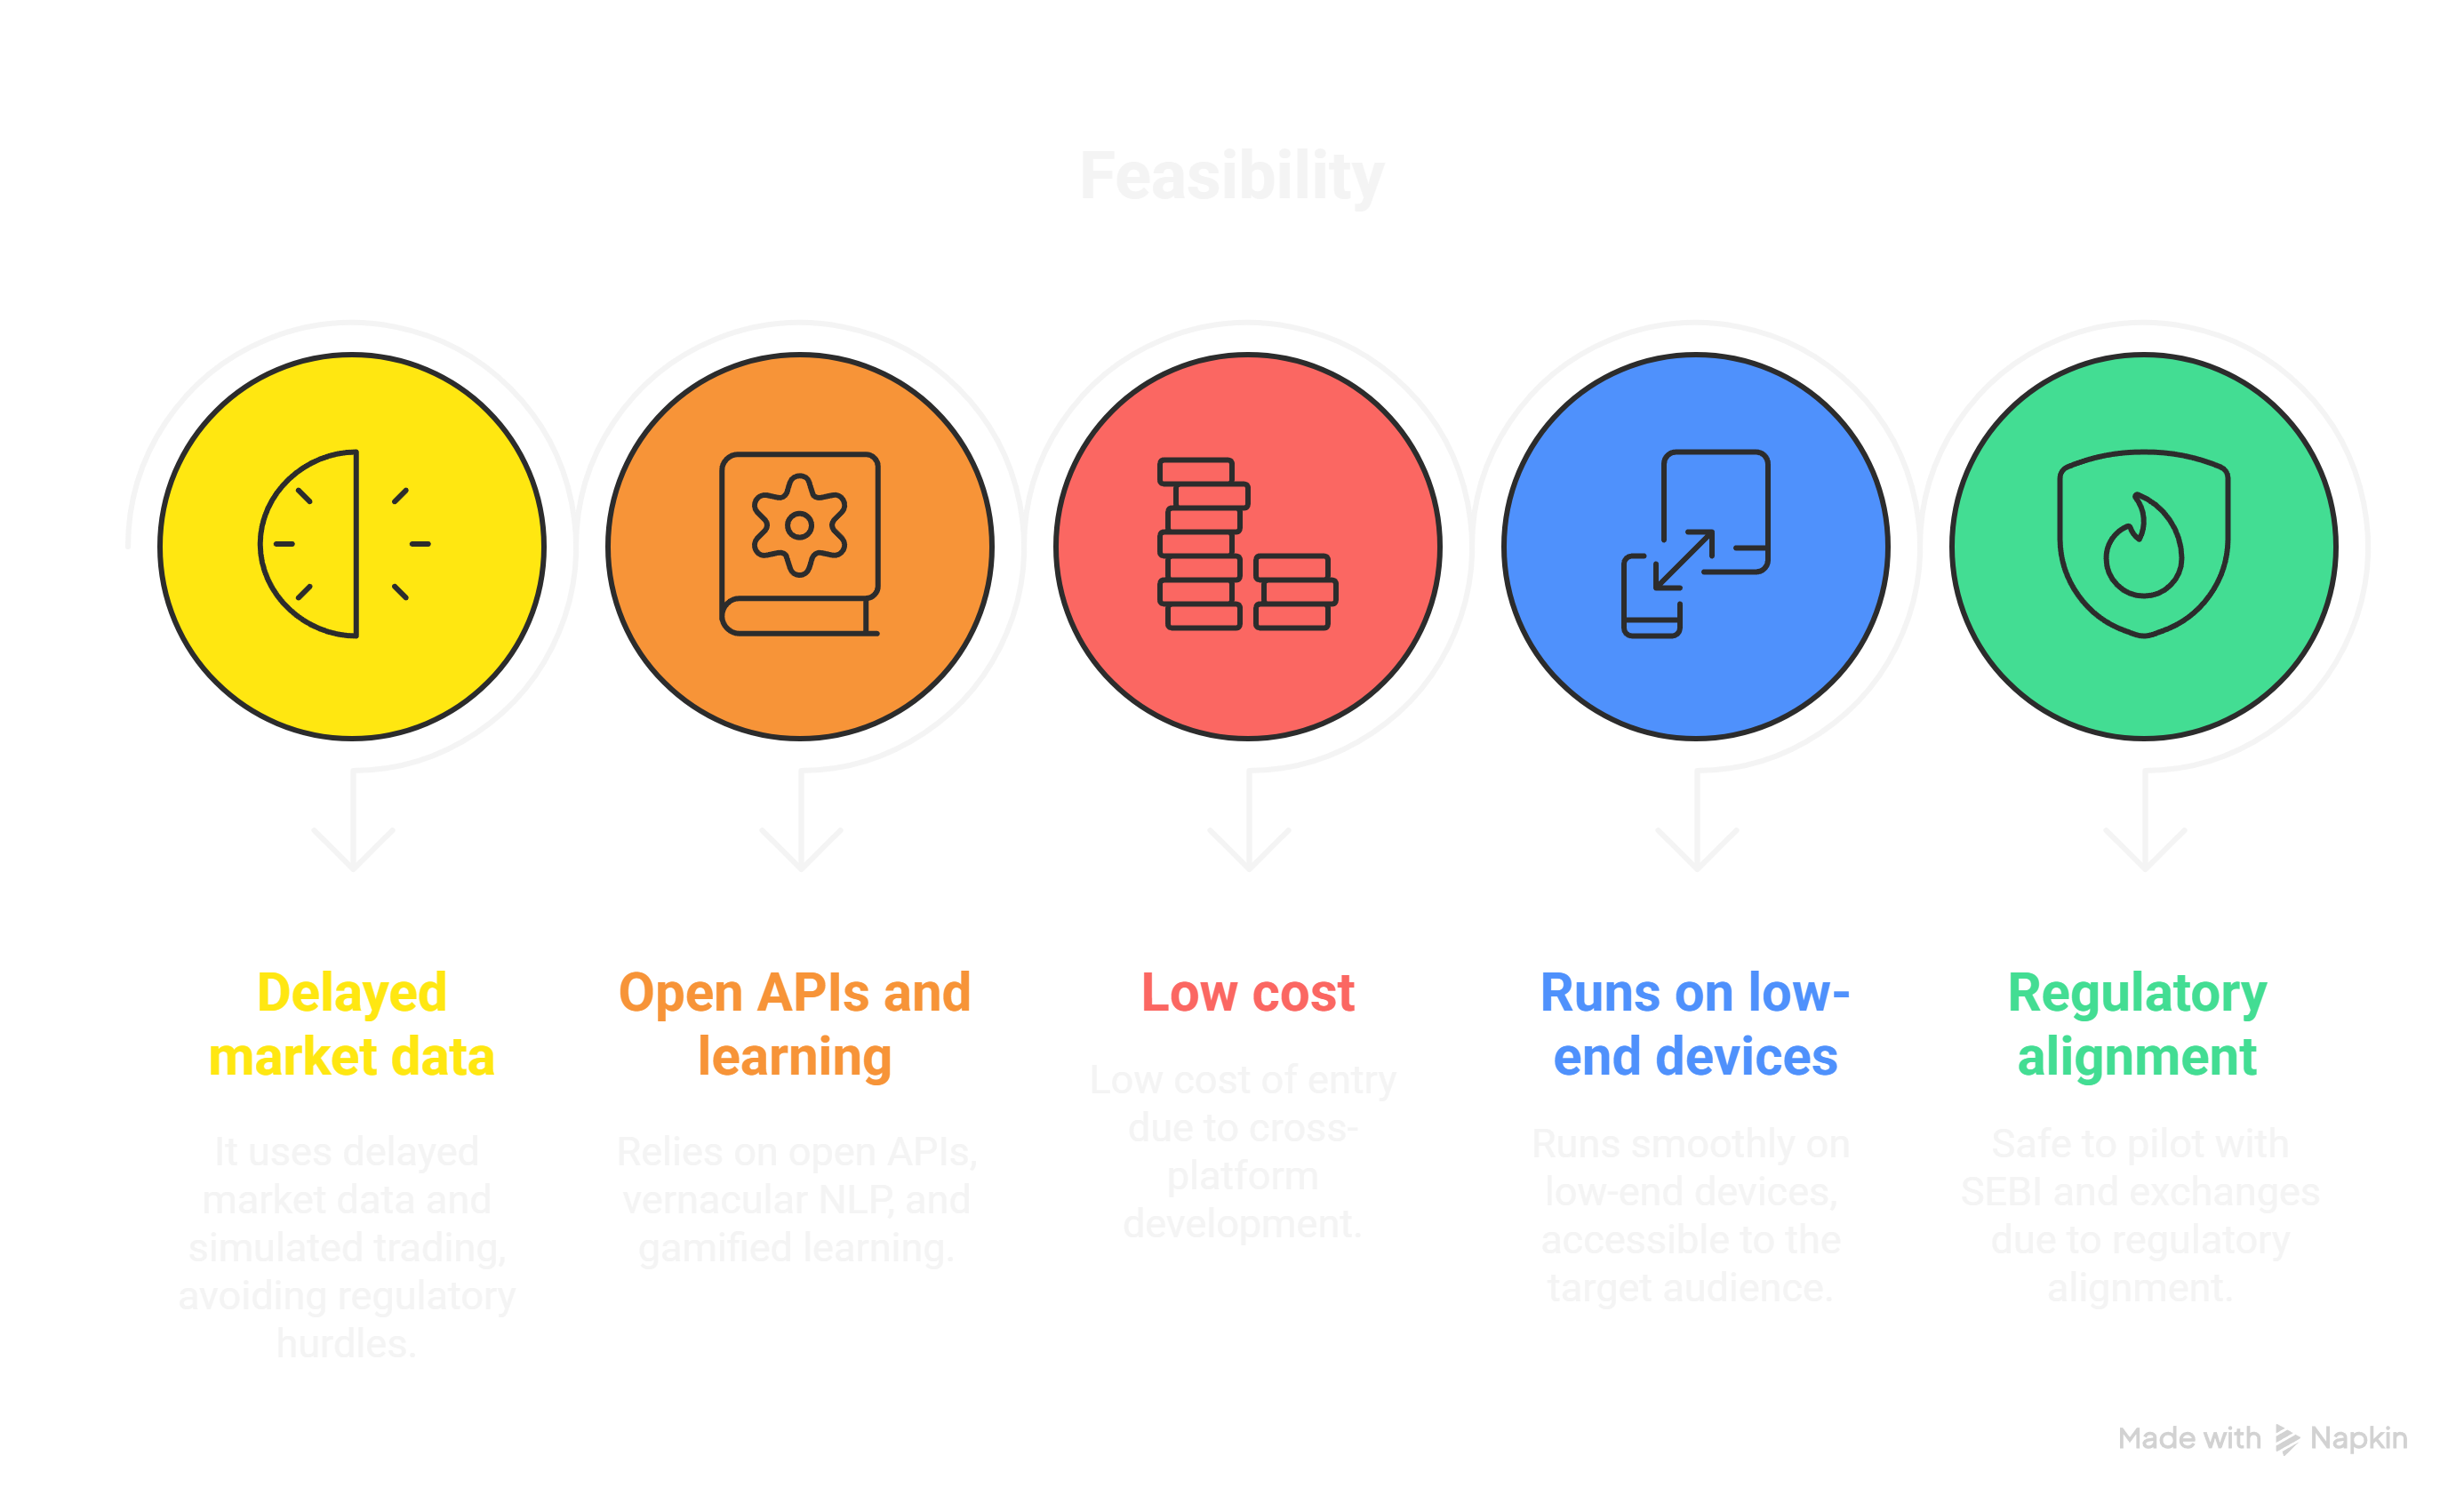 Feasibility
Delayed
market data
It uses delayed
market data and
simulated trading,
avoiding regulatory
hurdles.
Open APIs and
learning
Relies on open APIs,
vernacular NLP, and
gamified learning.
Low cost
Low cost of entry
due to cross-
platform
development.
Runs on low-
end devices
Runs smoothly on
low-end devices,
accessible to the
target audience.
Regulatory
alignment
Safe to pilot with
SEBI and exchanges
due to regulatory
alignment.
Made with Napkin